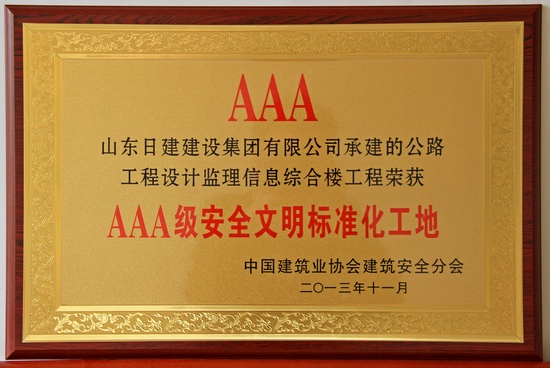 AAA
山东日建建设集团有限公司承建的公路
工程设计监理信息综合楼工程荣获
AAA级安全文明标准化工地
中国建筑业协会建筑安全分会
二〇一三年十一月